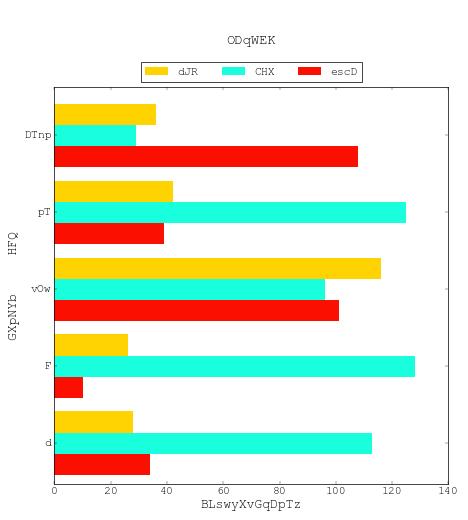 ODqWEK
dJR CHX escD
DTnp
pT
vOw
F
d
GXpNYb HFQ
0 20 40 60 80 100 120 140
BLswyXvGqDpTz